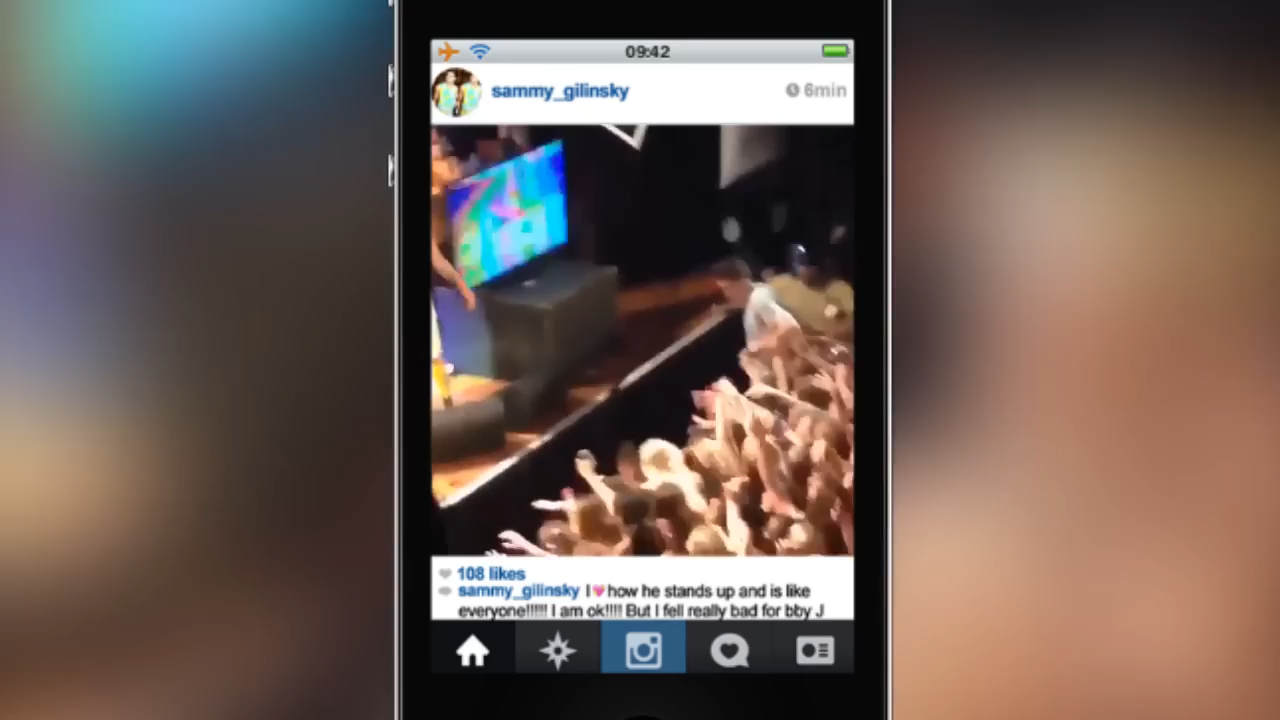 09:42
sammy_gilinsky 6min
108 likes
sammy_gilinsky I💗how he stands up and is like
everyone!!!!! I am ok!!!! But I fell really bad for bby J